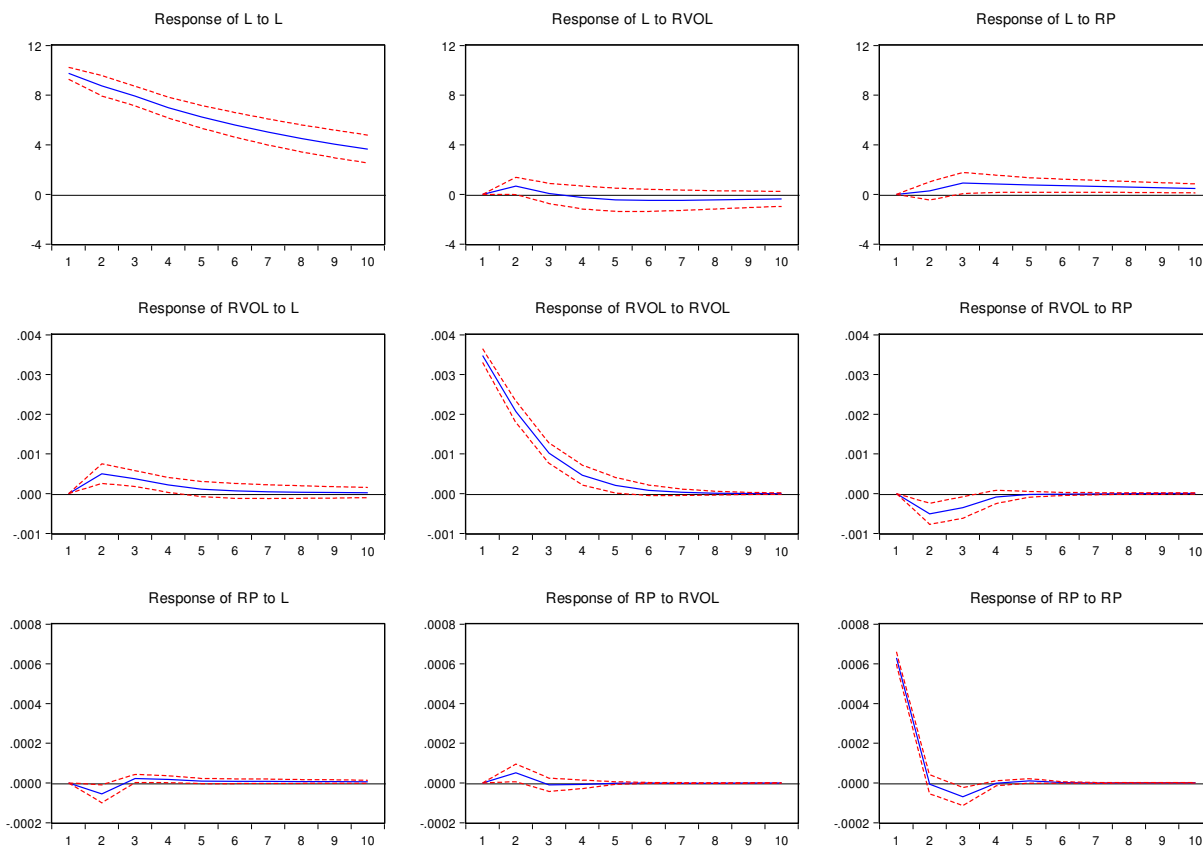 Response of L to L
12
8
4
0
-4
1 2 3 4 5 6 7 8 9 10
Response of L to RVOL
12
8
4
0
-4
1 2 3 4 5 6 7 8 9 10
Response of L to RP
12
8
4
0
-4
1 2 3 4 5 6 7 8 9 10
Response of RVOL to L
.004
.003
.002
.001
.000
-.001
1 2 3 4 5 6 7 8 9 10
Response of RVOL to RVOL
.004
.003
.002
.001
.000
-.001
1 2 3 4 5 6 7 8 9 10
Response of RVOL to RP
.004
.003
.002
.001
.000
-.001
1 2 3 4 5 6 7 8 9 10
Response of RP to L
.0008
.0006
.0004
.0002
.0000
-.0002
1 2 3 4 5 6 7 8 9 10
Response of RP to RVOL
.0008
.0006
.0004
.0002
.0000
-.0002
1 2 3 4 5 6 7 8 9 10
Response of RP to RP
.0008
.0006
.0004
.0002
.0000
-.0002
1 2 3 4 5 6 7 8 9 10